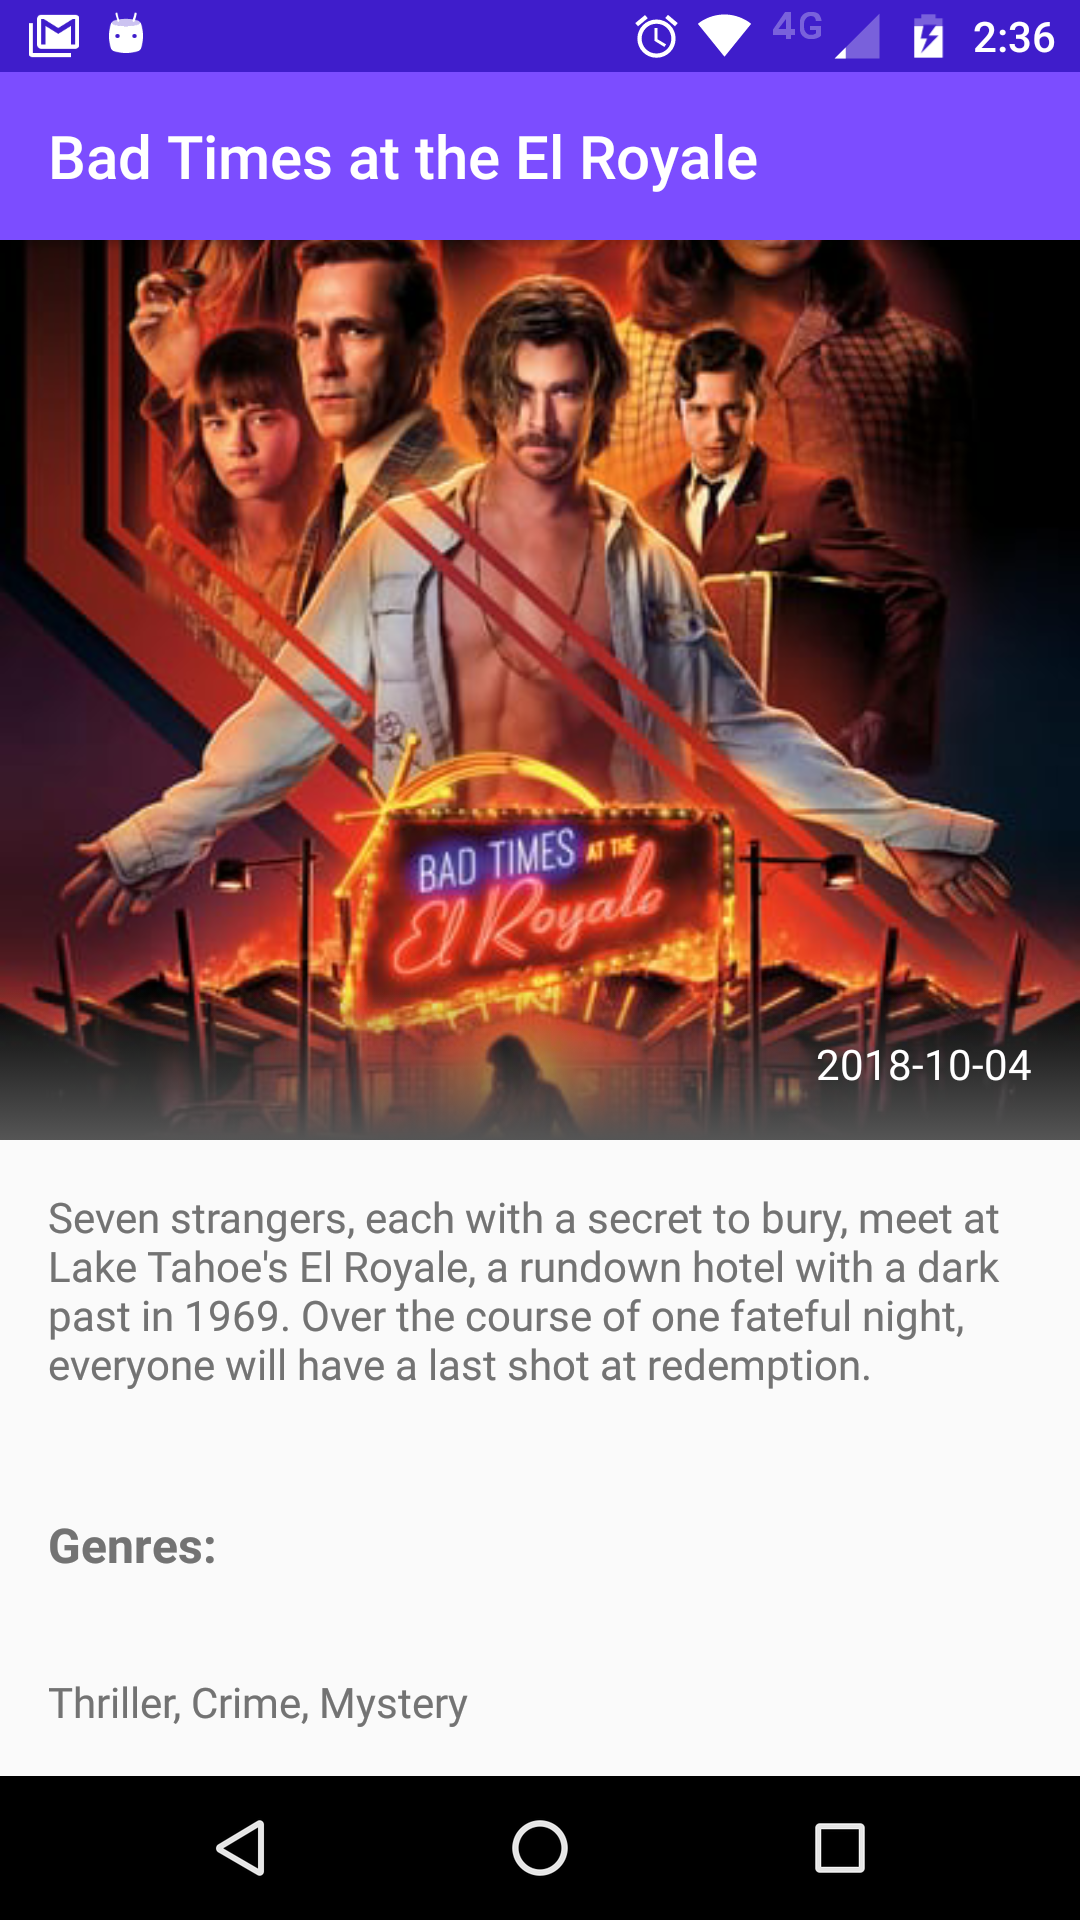 4G 2:36
Bad Times at the El Royale
BAD TIMES AT THE
El Royale
2018-10-04
Seven strangers, each with a secret to bury, meet at
Lake Tahoe's El Royale, a rundown hotel with a dark
past in 1969. Over the course of one fateful night,
everyone will have a last shot at redemption.
Genres:
Thriller, Crime, Mystery